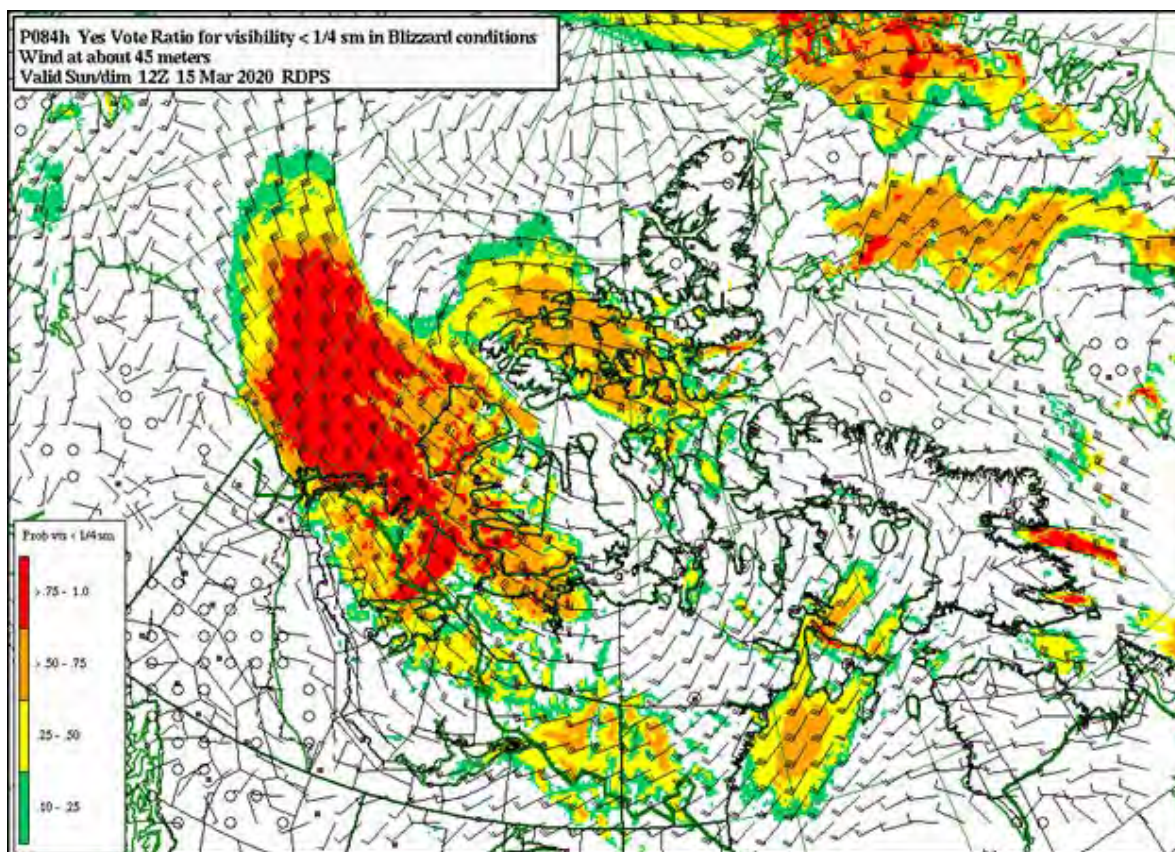 P084h Yes Vote Ratio for visibility < 1/4 sm in Blizzard conditions
Wind at about 45 meters
Valid Sun/dim 12Z 15 Mar 2020 RDPS
Prob vis < 1/4 sm
.75 - 1.0
.50 - .75
.25 - .50
.10 - .25